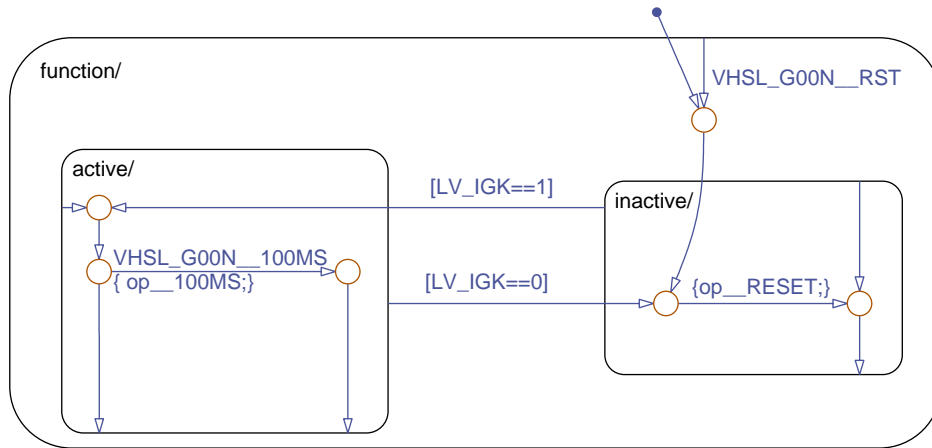 function/
VHSL_G00N__RST
active/
[LV_IGK==1]
inactive/
VHSL_G00N__100MS
{ op__100MS;}
[LV_IGK==0]
{op__RESET;}